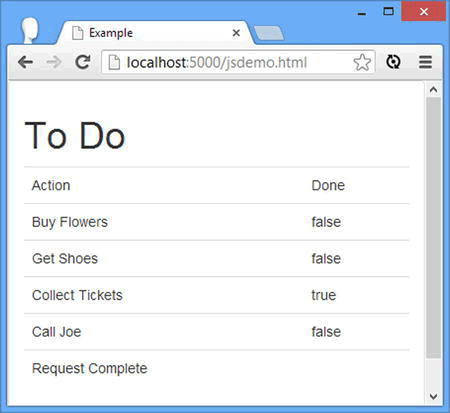 Example
localhost:5000/jsdemo.html
To Do
Action Done
Buy Flowers false
Get Shoes false
Collect Tickets true
Call Joe false
Request Complete